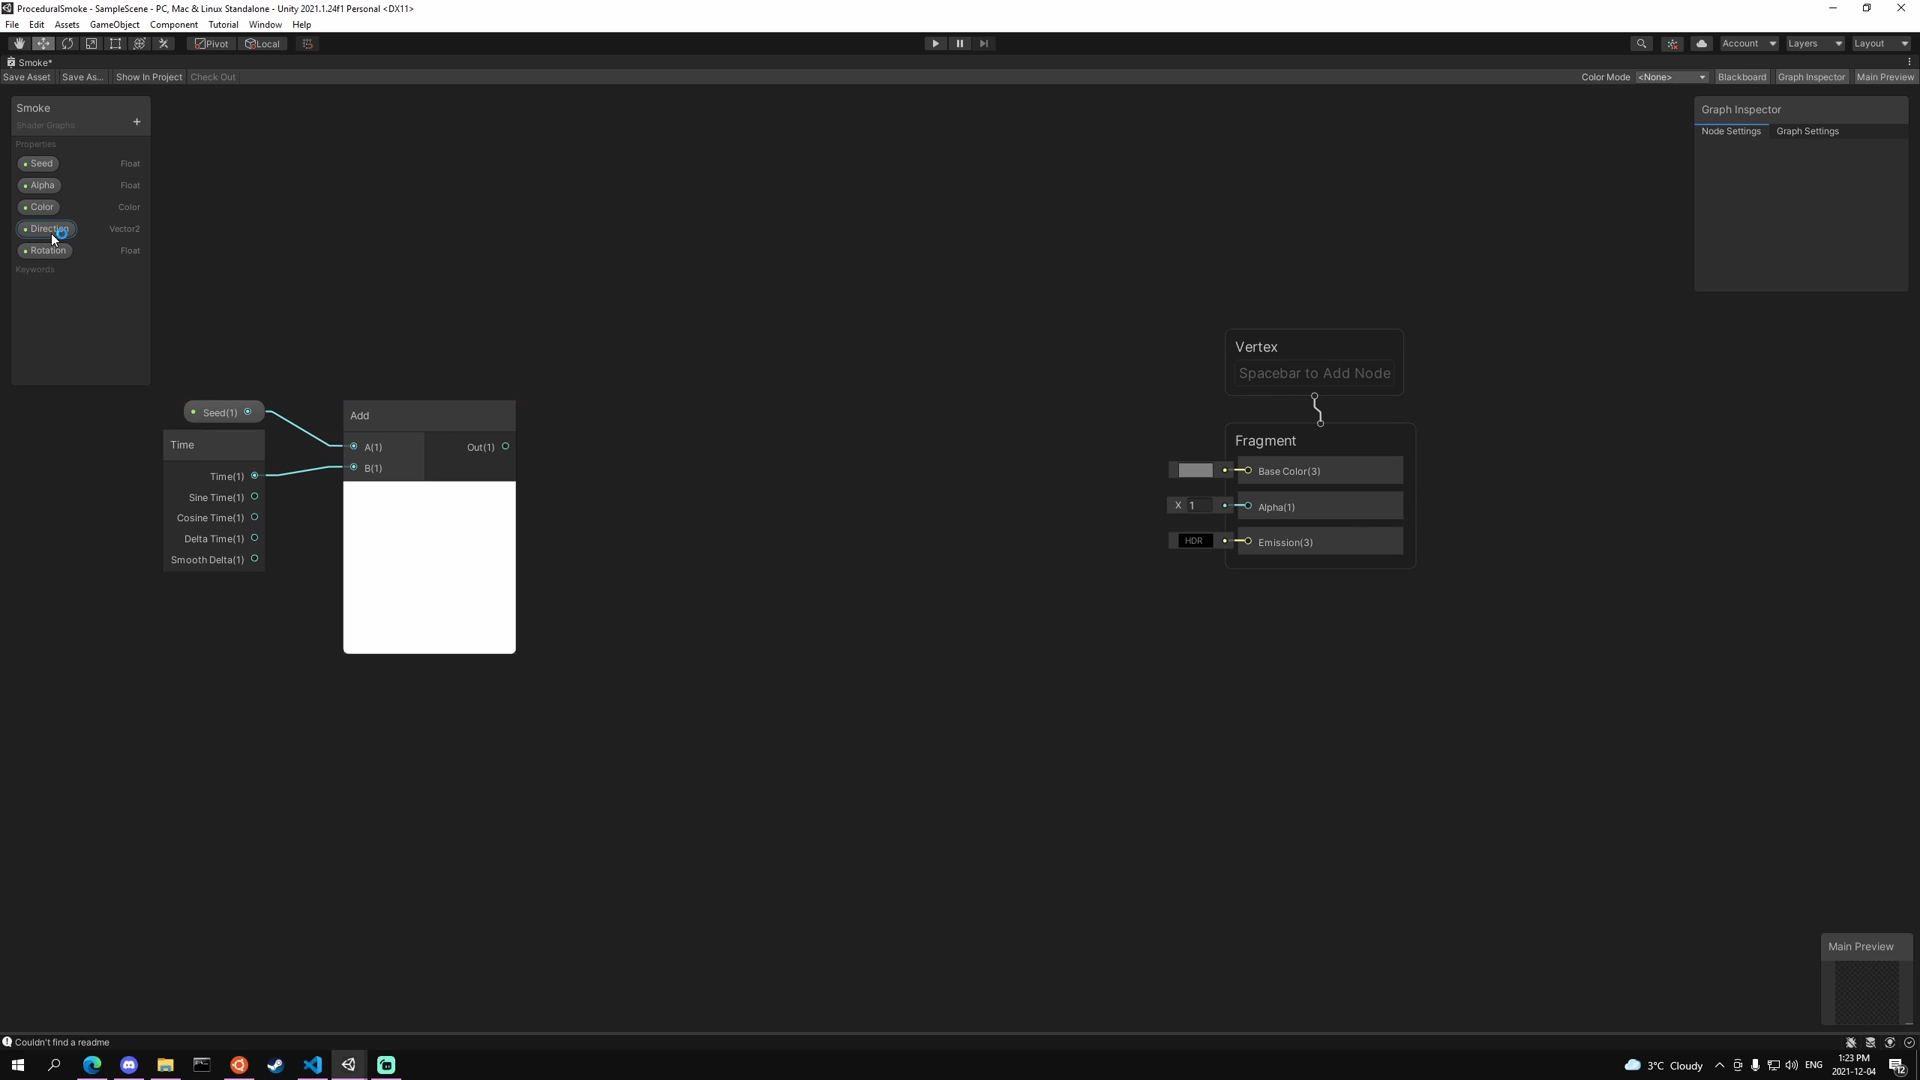 ProceduralSmoke - SampleScene - PC, Mac & Linux Standalone - Unity 2021.1.24f1 Personal <DX11>
File Edit Assets GameObject Component Tutorial Window Help
Pivot Local Account Layers Layout
Smoke*
Save Asset Save As... Show In Project Check Out Color Mode <None> Blackboard Graph Inspector Main Preview
Smoke
Shader Graphs
+
Properties
Seed Float
Alpha Float
Color Color
Direction Vector2
Rotation Float
Keywords
Graph Inspector
Node Settings Graph Settings
Seed(1)
Time
Time(1)
Sine Time(1)
Cosine Time(1)
Delta Time(1)
Smooth Delta(1)
Add
A(1) Out(1)
B(1)
Vertex
Spacebar to Add Node
Fragment
Base Color(3)
X 1 Alpha(1)
HDR Emission(3)
Main Preview
Couldn't find a readme
3°C Cloudy ENG 1:23 PM
2021-12-04
12